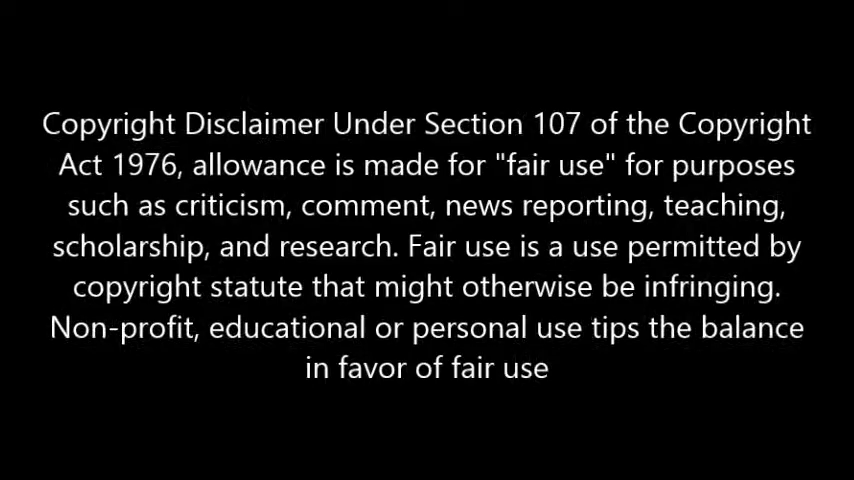 Copyright Disclaimer Under Section 107 of the Copyright
Act 1976, allowance is made for "fair use" for purposes
such as criticism, comment, news reporting, teaching,
scholarship, and research. Fair use is a use permitted by
copyright statute that might otherwise be infringing.
Non-profit, educational or personal use tips the balance
in favor of fair use